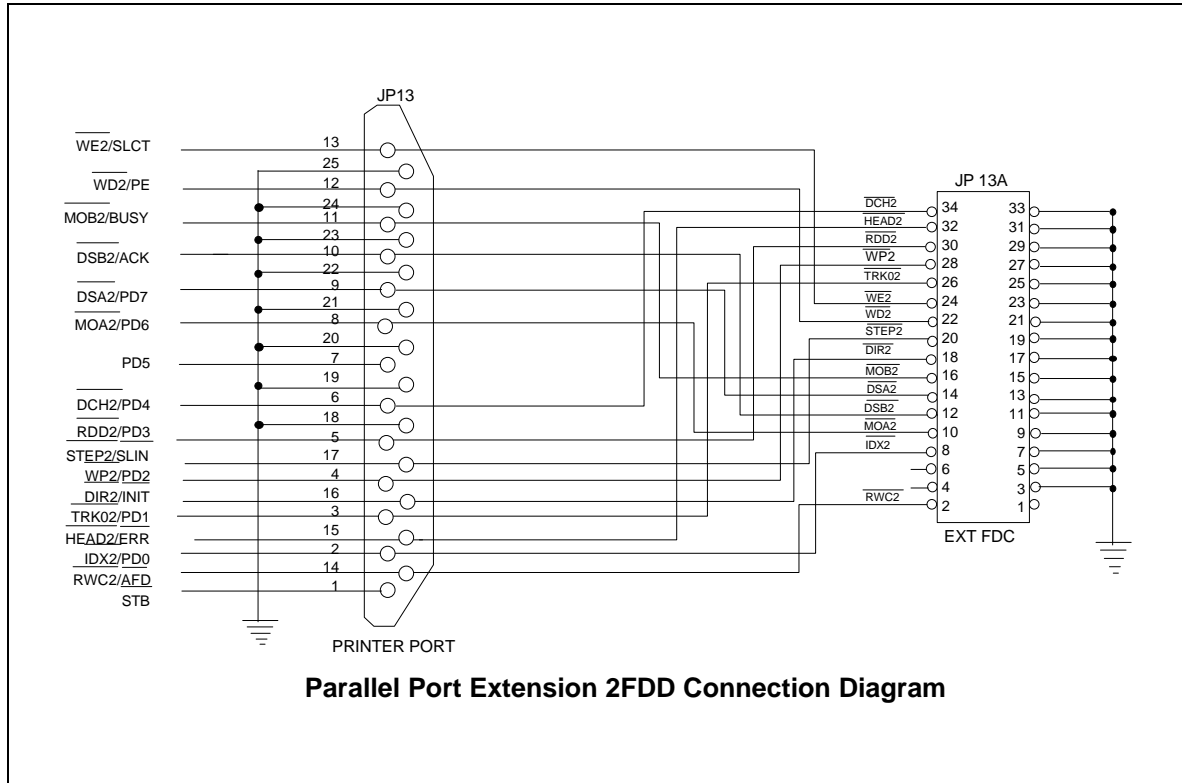 JP13
WE2/SLCT 13
25
WD2/PE 12
24
MOB2/BUSY 11
23
DSB2/ACK 10
22
DSA2/PD7 9
21
MOA2/PD6 8
20
PD5 7
19
DCH2/PD4 6
18
RDD2/PD3 5
STEP2/SLIN 17
WP2/PD2 4
DIR2/INIT 16
TRK02/PD1 3
HEAD2/ERR 15
IDX2/PD0 2
RWC2/AFD 14
STB 1
PRINTER PORT
JP 13A
DCH2 34 33
HEAD2 32 31
RDD2 30 29
WP2 28 27
TRK02 26 25
WE2 24 23
WD2 22 21
STEP2 20 19
DIR2 18 17
MOB2 16 15
DSA2 14 13
DSB2 12 11
MOA2 10 9
IDX2 8 7
6 5
4 3
RWC2 2 1
EXT FDC
Parallel Port Extension 2FDD Connection Diagram